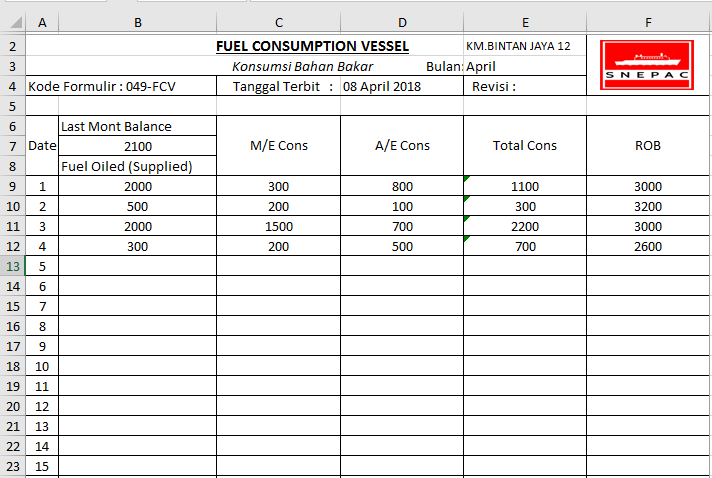 A B C D E F
2 FUEL CONSUMPTION VESSEL KM.BINTAN JAYA 12
3 Konsumsi Bahan Bakar Bulan: April
4 Kode Formulir : 049-FCV Tanggal Terbit : 08 April 2018 Revisi :
SNEPAC
5
6 Last Mont Balance
7 Date 2100 M/E Cons A/E Cons Total Cons ROB
8 Fuel Oiled (Supplied)
9 1 2000 300 800 1100 3000
10 2 500 200 100 300 3200
11 3 2000 1500 700 2200 3000
12 4 300 200 500 700 2600
13 5
14 6
15 7
16 8
17 9
18 10
19 11
20 12
21 13
22 14
23 15